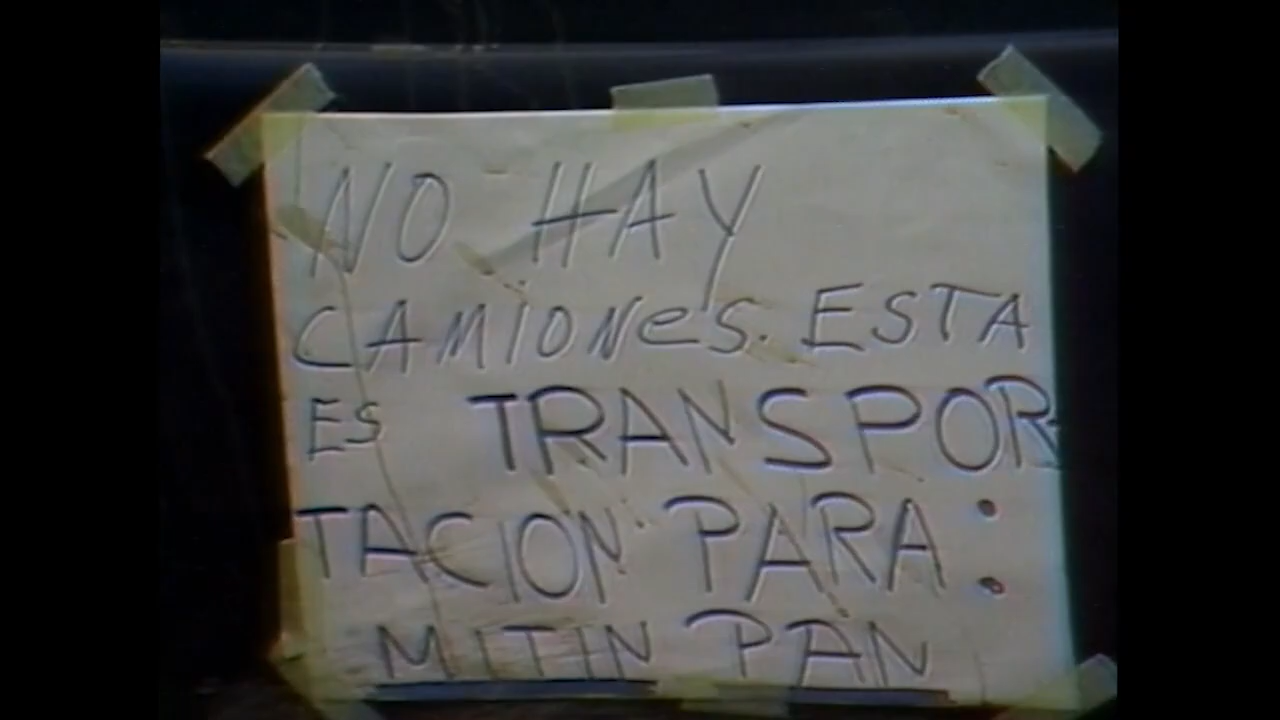 NO HAY
CAMIONeS. ESTA
ES TRANSPOR
TACION PARA:
MITIN PAN